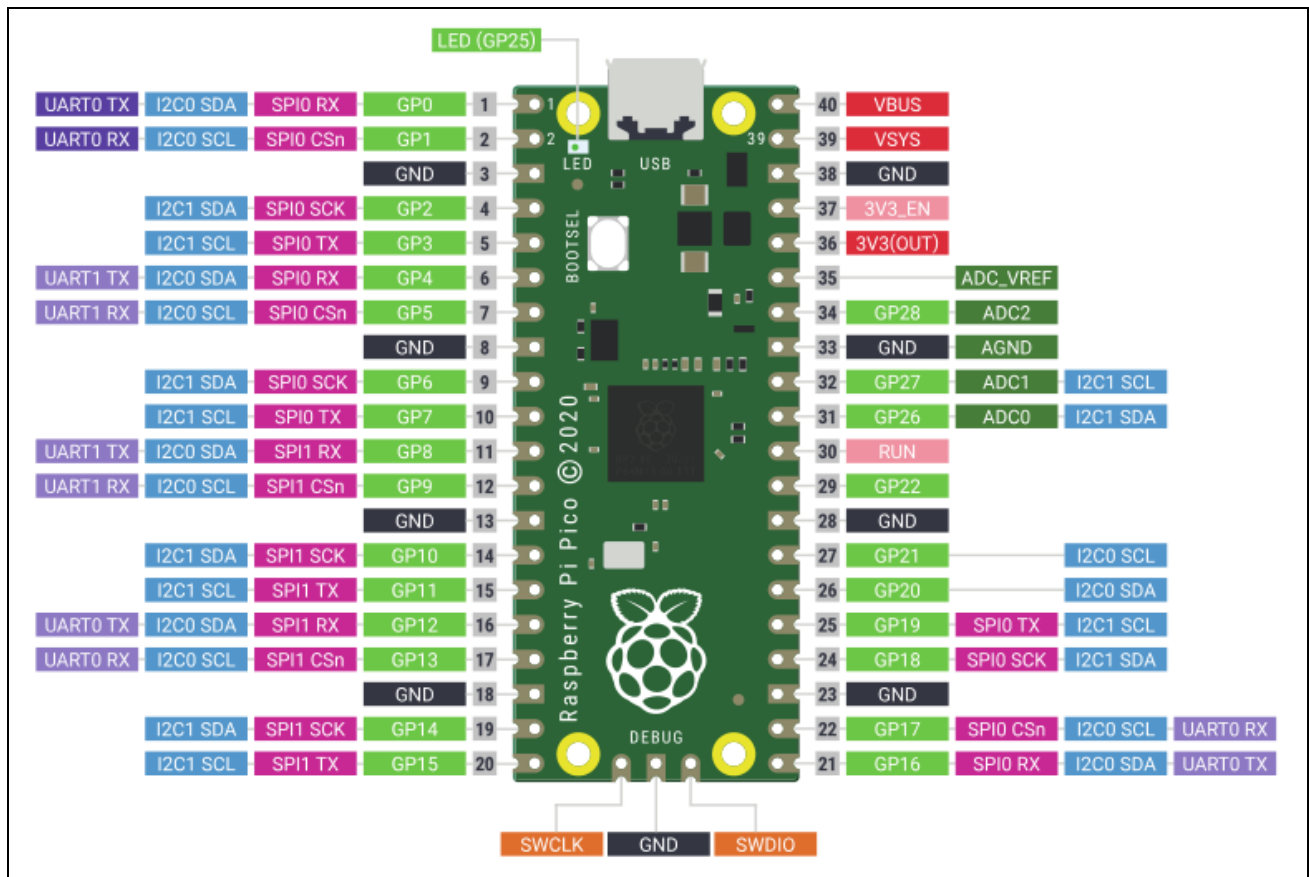 LED (GP25)
UART0 TX I2C0 SDA SPI0 RX GP0 1 1 40 VBUS
UART0 RX I2C0 SCL SPI0 CSn GP1 2 2 39 39 VSYS
LED USB
GND 3 38 GND
I2C1 SDA SPI0 SCK GP2 4 37 3V3_EN
I2C1 SCL SPI0 TX GP3 5 36 3V3(OUT)
BOOTSEL
UART1 TX I2C0 SDA SPI0 RX GP4 6 35 ADC_VREF
UART1 RX I2C0 SCL SPI0 CSn GP5 7 34 GP28 ADC2
GND 8 33 GND AGND
I2C1 SDA SPI0 SCK GP6 9 32 GP27 ADC1 I2C1 SCL
I2C1 SCL SPI0 TX GP7 10 31 GP26 ADC0 I2C1 SDA
UART1 TX I2C0 SDA SPI1 RX GP8 11 30 RUN
UART1 RX I2C0 SCL SPI1 CSn GP9 12 29 GP22
GND 13 28 GND
I2C1 SDA SPI1 SCK GP10 14 27 GP21 I2C0 SCL
I2C1 SCL SPI1 TX GP11 15 26 GP20 I2C0 SDA
UART0 TX I2C0 SDA SPI1 RX GP12 16 25 GP19 SPI0 TX I2C1 SCL
UART0 RX I2C0 SCL SPI1 CSn GP13 17 24 GP18 SPI0 SCK I2C1 SDA
GND 18 23 GND
Raspberry Pi Pico © 2020
I2C1 SDA SPI1 SCK GP14 19 22 GP17 SPI0 CSn I2C0 SCL UART0 RX
DEBUG
I2C1 SCL SPI1 TX GP15 20 21 GP16 SPI0 RX I2C0 SDA UART0 TX
SWCLK GND SWDIO